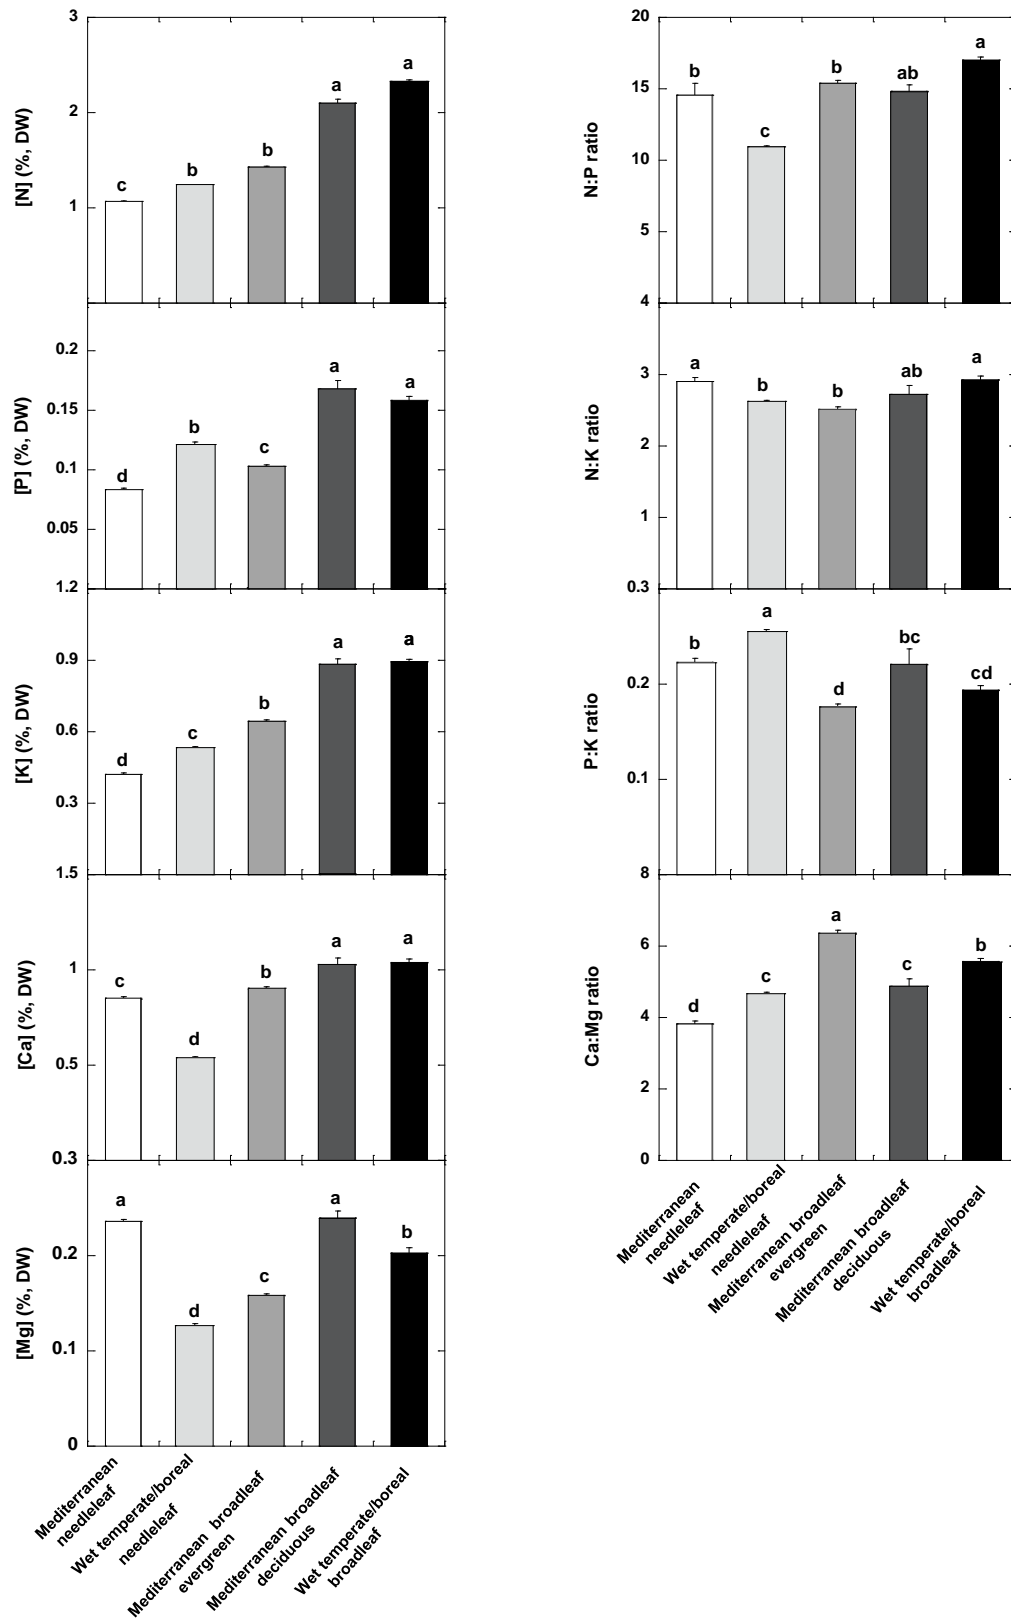 3
2
1
[N] (%, DW)
c
b
b
a
a
0.2
0.15
0.1
0.05
1.2
[P] (%, DW)
d
b
c
a
a
0.9
0.6
0.3
1.5
[K] (%, DW)
d
c
b
a
a
1
0.5
0.3
[Ca] (%, DW)
c
d
b
a
a
0.2
0.1
0
[Mg] (%, DW)
a
d
c
a
b
Mediterranean
needleleaf
Wet temperate/boreal
needleleaf
Mediterranean broadleaf
evergreen
Mediterranean broadleaf
deciduous
Wet temperate/boreal
broadleaf
20
15
10
5
4
N:P ratio
b
c
b
ab
a
3
2
1
0.3
N:K ratio
a
b
b
ab
a
0.2
0.1
8
P:K ratio
b
a
d
bc
cd
6
4
2
0
Ca:Mg ratio
d
c
a
c
b
Mediterranean
needleleaf
Wet temperate/boreal
needleleaf
Mediterranean broadleaf
evergreen
Mediterranean broadleaf
deciduous
Wet temperate/boreal
broadleaf